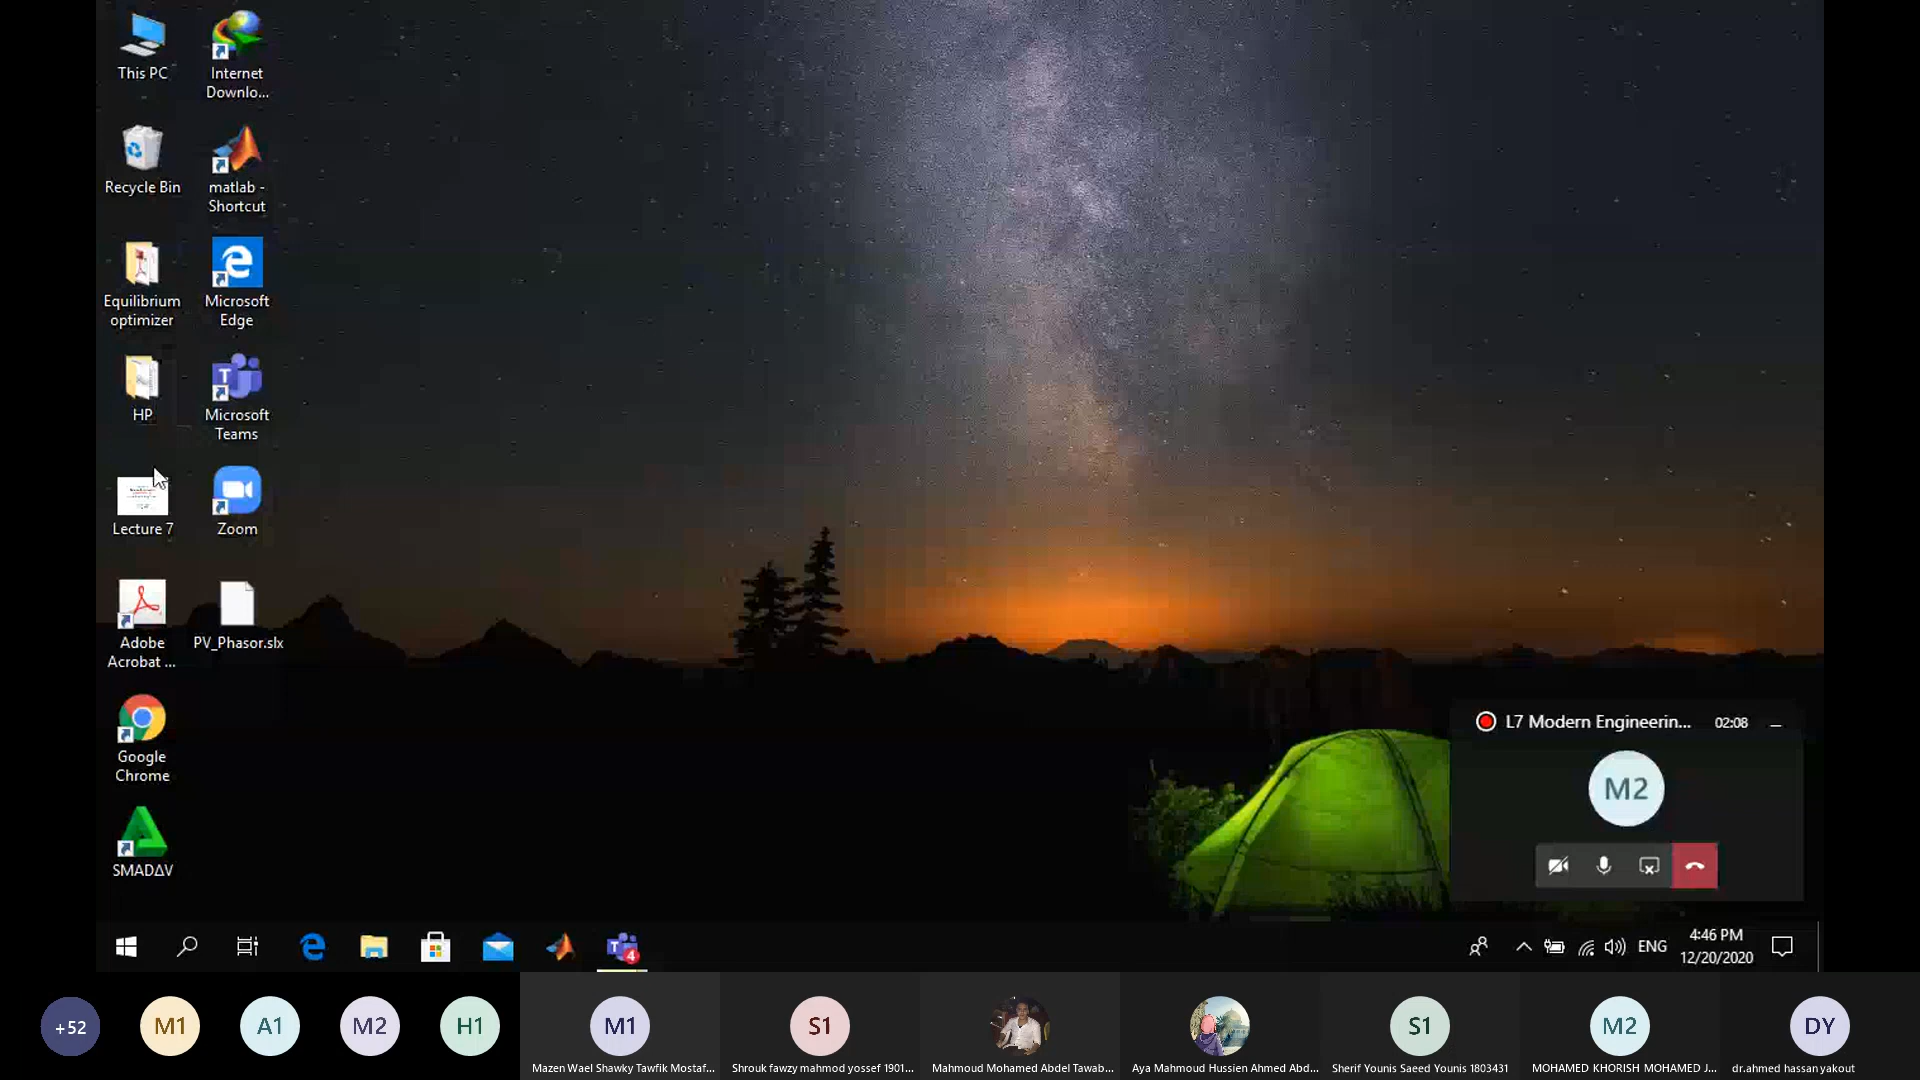 This PC
Internet
Downlo...
Recycle Bin
matlab -
Shortcut
Equilibrium
optimizer
Microsoft
Edge
HP
Microsoft
Teams
Lecture 7
Zoom
Adobe
Acrobat ...
PV_Phasor.slx
Google
Chrome
SMADΔV
L7 Modern Engineerin...
02:08
M2
ENG
4:46 PM
12/20/2020
4
+52
M1
A1
M2
H1
M1
S1
S1
M2
DY
Mazen Wael Shawky Tawfik Mostaf...
Shrouk fawzy mahmod yossef 1901...
Mahmoud Mohamed Abdel Tawab...
Aya Mahmoud Hussien Ahmed Abd...
Sherif Younis Saeed Younis 1803431
MOHAMED KHORISH MOHAMED J...
dr.ahmed hassan yakout